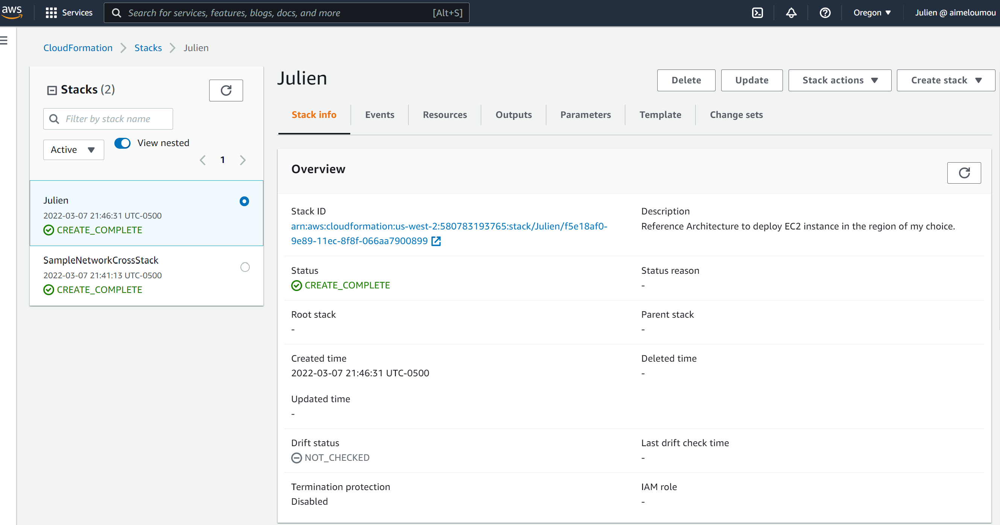 aws
Services
Search for services, features, blogs, docs, and more [Alt+S]
Oregon
Julien @ aimeloumou
CloudFormation > Stacks > Julien
Stacks (2)
Filter by stack name
Active
View nested
1
Julien
2022-03-07 21:46:31 UTC-0500
CREATE_COMPLETE
SampleNetworkCrossStack
2022-03-07 21:41:13 UTC-0500
CREATE_COMPLETE
Julien
Delete
Update
Stack actions
Create stack
Stack info
Events
Resources
Outputs
Parameters
Template
Change sets
Overview
Stack ID
arn:aws:cloudformation:us-west-2:580783193765:stack/Julien/f5e18af0-
9e89-11ec-8f8f-066aa7900899
Description
Reference Architecture to deploy EC2 instance in the region of my choice.
Status
CREATE_COMPLETE
Status reason
-
Root stack
-
Parent stack
-
Created time
2022-03-07 21:46:31 UTC-0500
Deleted time
-
Updated time
-
Drift status
NOT_CHECKED
Last drift check time
-
Termination protection
Disabled
IAM role
-